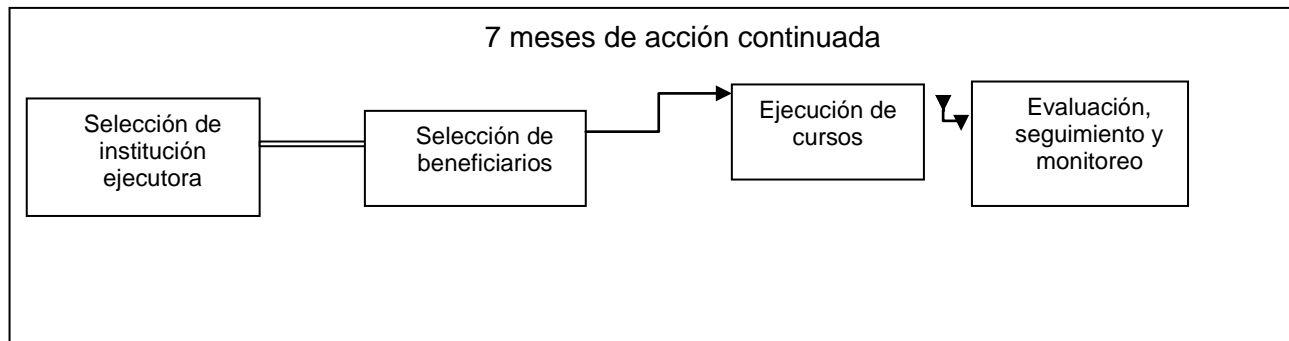 7 meses de acción continuada
Selección de
institución
ejecutora
Selección de
beneficiarios
Ejecución de
cursos
Evaluación,
seguimiento y
monitoreo